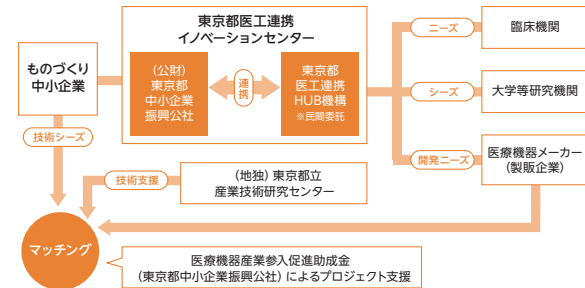 東京都医工連携
イノベーションセンター
ものづくり
中小企業
(公財)
東京都
中小企業
振興公社
連携
東京都
医工連携
HUB機構
※民間委託
ニーズ
臨床機関
シーズ
大学等研究機関
開発ニーズ
医療機器メーカー
(製販企業)
技術シーズ
技術支援
(地独)東京都立
産業技術研究センター
マッチング
医療機器産業参入促進助成金
(東京都中小企業振興公社)によるプロジェクト支援